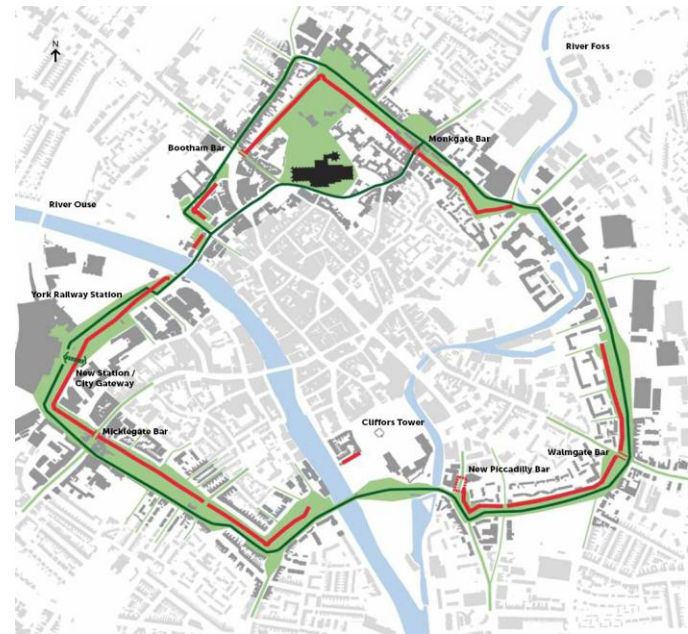 N
River Foss
Monkgate Bar
Bootham Bar
River Ouse
York Railway Station
New Station /
City Gateway
Micklegate Bar
Cliffors Tower
Walmgate Bar
New Piccadilly Bar